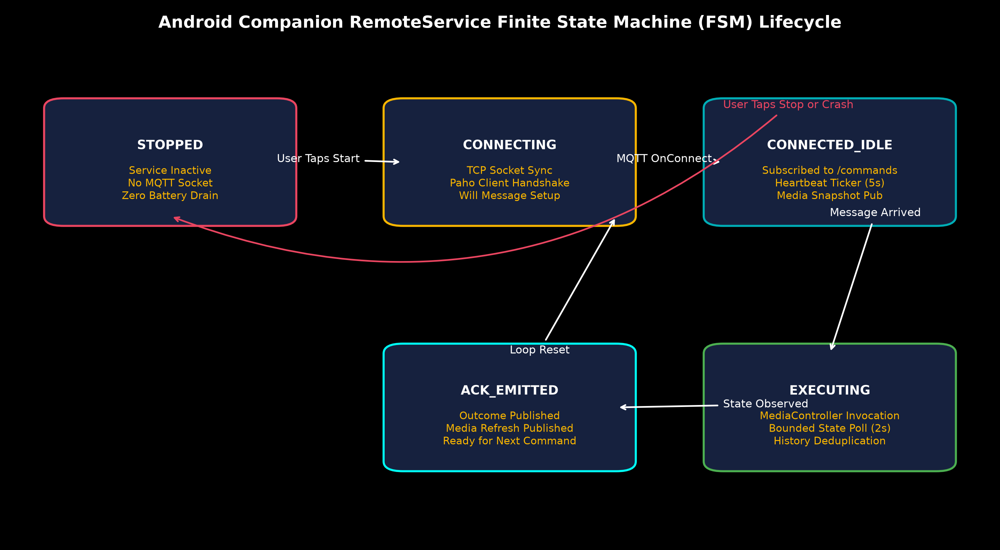 Android Companion RemoteService Finite State Machine (FSM) Lifecycle
STOPPED
Service Inactive
No MQTT Socket
Zero Battery Drain
User Taps Start
CONNECTING
TCP Socket Sync
Paho Client Handshake
Will Message Setup
MQTT OnConnect
User Taps Stop or Crash
CONNECTED_IDLE
Subscribed to /commands
Heartbeat Ticker (5s)
Media Snapshot Pub
Message Arrived
Loop Reset
ACK_EMITTED
Outcome Published
Media Refresh Published
Ready for Next Command
EXECUTING
State Observed
MediaController Invocation
Bounded State Poll (2s)
History Deduplication